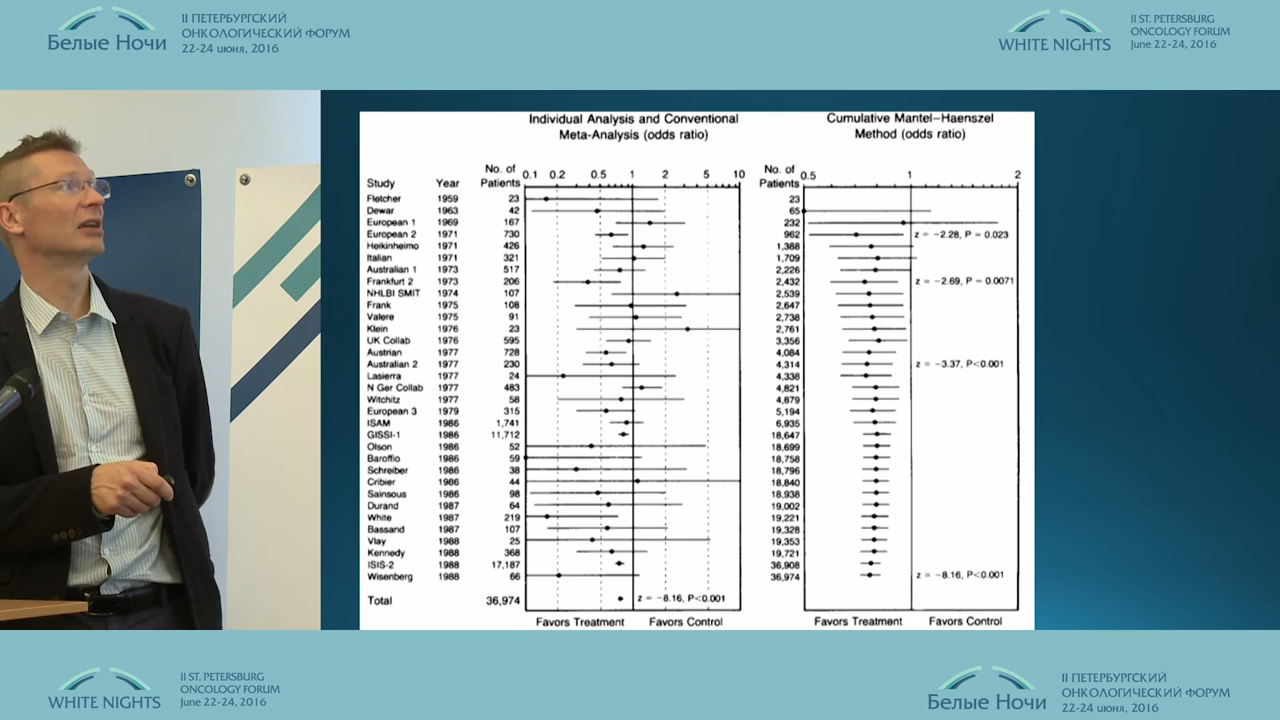 Белые Ночи
II ПЕТЕРБУРГСКИЙ
ОНКОЛОГИЧЕСКИЙ ФОРУМ
22-24 июня, 2016
WHITE NIGHTS
II ST. PETERSBURG
ONCOLOGY FORUM
June 22-24, 2016
Individual Analysis and Conventional
Meta-Analysis (odds ratio)
Cumulative Mantel-Haenszel
Method (odds ratio)
No. of
Study Year Patients 0.1 0.2 0.5 1 2 5 10
No. of
Patients 0.5 1 2
Fletcher 1959 23 23
Dewar 1963 42 65
European 1 1969 167 232
European 2 1971 730 962 z = -2.28, P = 0.023
Heikinheimo 1971 426 1,388
Italian 1971 321 1,709
Australian 1 1973 517 2,226
Frankfurt 2 1973 206 2,432 z = -2.69, P = 0.0071
NHLBI SMIT 1974 107 2,539
Frank 1975 108 2,647
Valere 1975 91 2,738
Klein 1976 23 2,761
UK Collab 1976 595 3,356
Austrian 1977 728 4,084
Australian 2 1977 230 4,314 z = -3.37, P<0.001
Lasierra 1977 24 4,338
N Ger Collab 1977 483 4,821
Witchitz 1977 58 4,879
European 3 1979 315 5,194
ISAM 1986 1,741 6,935
GISSI-1 1986 11,712 18,647
Olson 1986 52 18,699
Baroffio 1986 59 18,758
Schreiber 1986 38 18,796
Cribier 1986 44 18,840
Sainsous 1986 98 18,938
Durand 1987 64 19,002
White 1987 219 19,221
Bassand 1987 107 19,328
Vlay 1988 25 19,353
Kennedy 1988 368 19,721
ISIS-2 1988 17,187 36,908
Wisenberg 1988 66 36,974 z = -8.16, P<0.001
Total 36,974 z = -8.16, P<0.001
Favors Treatment Favors Control
Favors Treatment Favors Control
WHITE NIGHTS
II ST. PETERSBURG
ONCOLOGY FORUM
June 22-24, 2016
Белые Ночи
II ПЕТЕРБУРГСКИЙ
ОНКОЛОГИЧЕСКИЙ ФОРУМ
22-24 июня, 2016